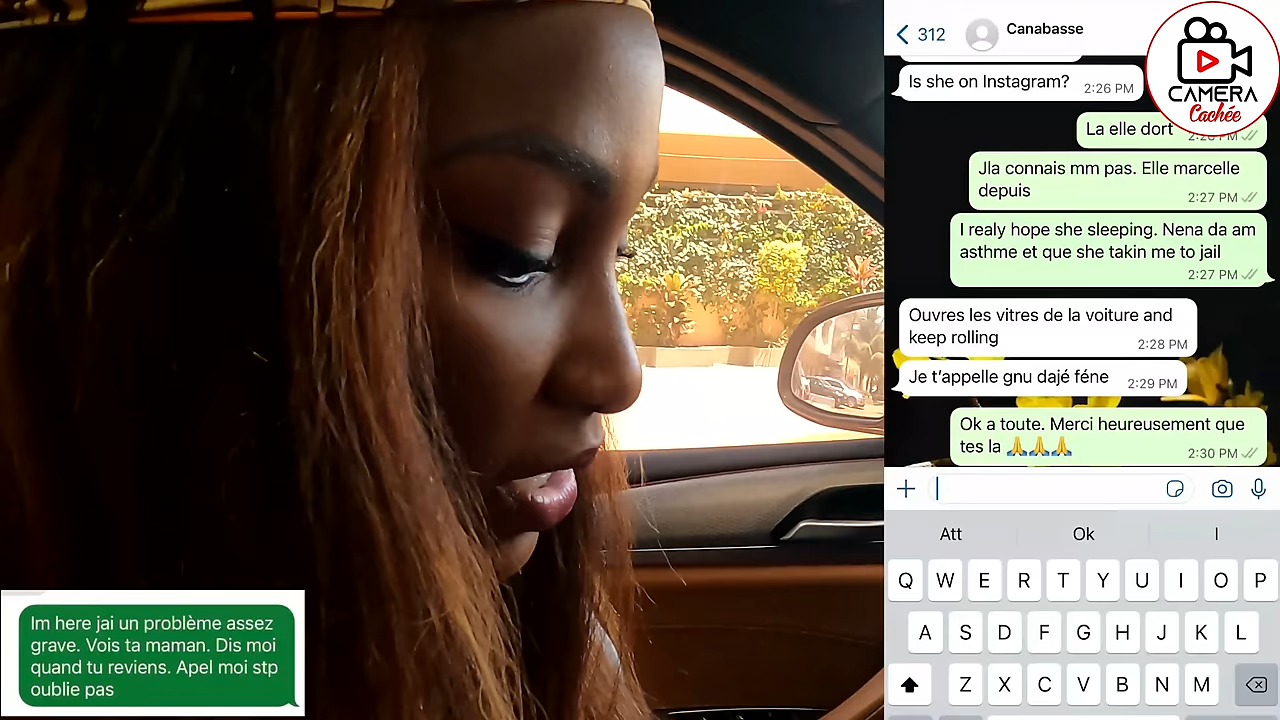 312
Canabasse
CAMERA
Cachée
Is she on Instagram?
2:26 PM
La elle dort
Jla connais mm pas. Elle marcelle
depuis
2:27 PM
I realy hope she sleeping. Nena da am
asthme et que she takin me to jail
2:27 PM
Ouvres les vitres de la voiture and
keep rolling
2:28 PM
Je t’appelle gnu dajé féne
2:29 PM
Ok a toute. Merci heureusement que
tes la 🙏🙏🙏
2:30 PM
Att Ok I
Q W E R T Y U I O P
A S D F G H J K L
Z X C V B N M
Im here jai un problème assez
grave. Vois ta maman. Dis moi
quand tu reviens. Apel moi stp
oublie pas